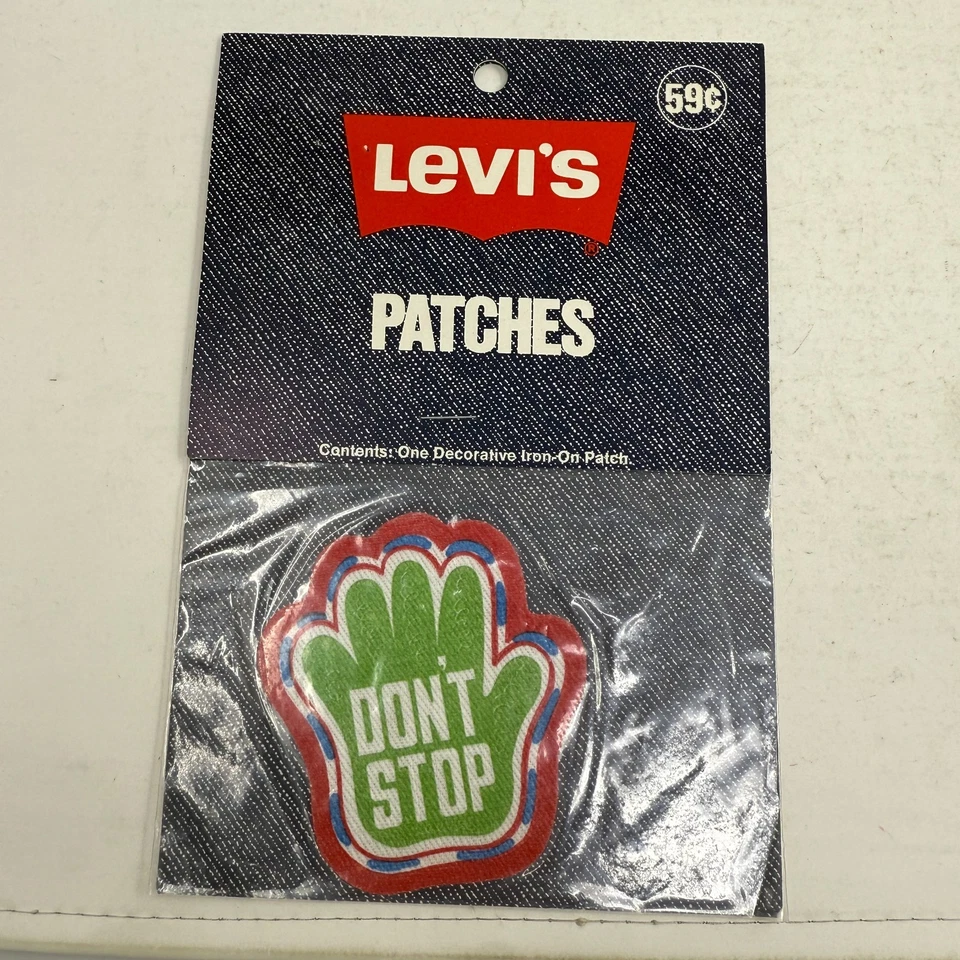 59¢
Levi's
®
PATCHES
Contents: One Decorative Iron-On Patch
DON'T
STOP